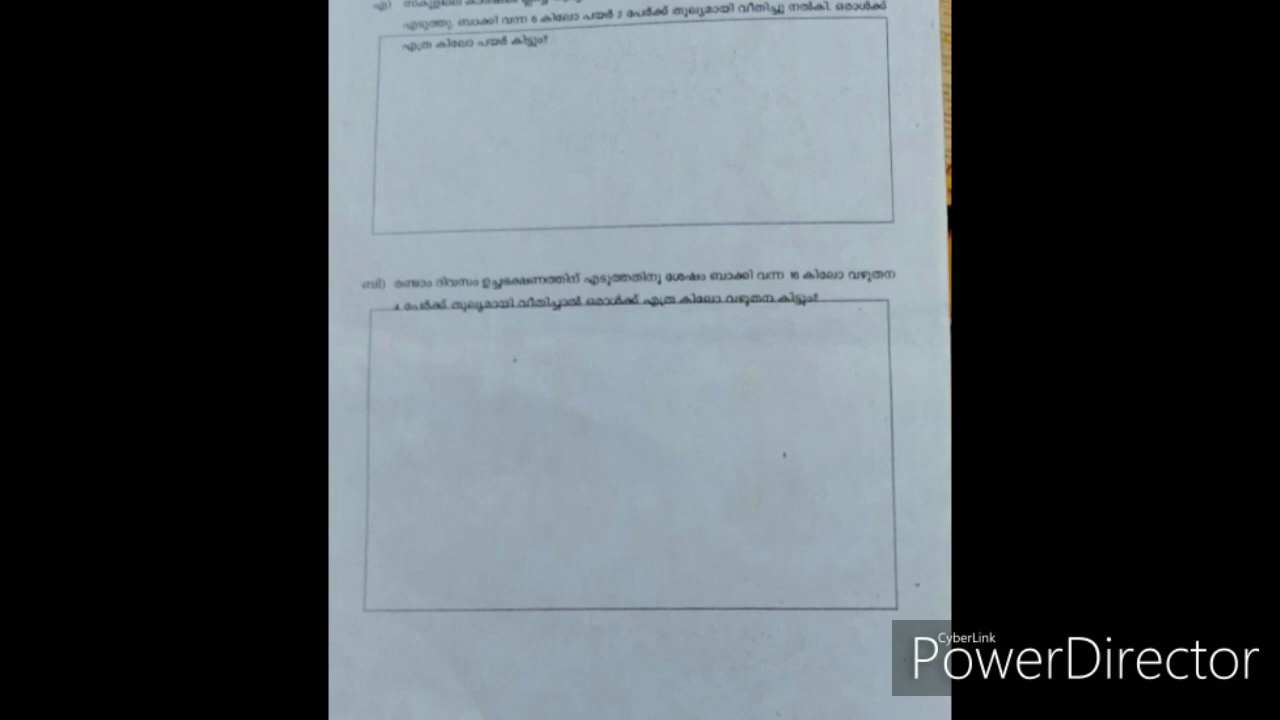 എ) സ്കൂളിലെ
എടുത്തു. ബാക്കി വന്ന 6 കിലോ പയർ 2 പേർക്ക് തുല്യമായി വീതിച്ചു നൽകി. ഒരാൾക്ക്
എത്ര കിലോ പയർ കിട്ടും?
ബി) രണ്ടാം ദിവസം ഉച്ചഭക്ഷണത്തിന് എടുത്തതിനു ശേഷം ബാക്കി വന്ന 16 കിലോ വഴുതന
4 പേർക്ക് തുല്യമായി വീതിച്ചാൽ ഒരാൾക്ക് എത്ര കിലോ വഴുതന കിട്ടും?
CyberLink
PowerDirector